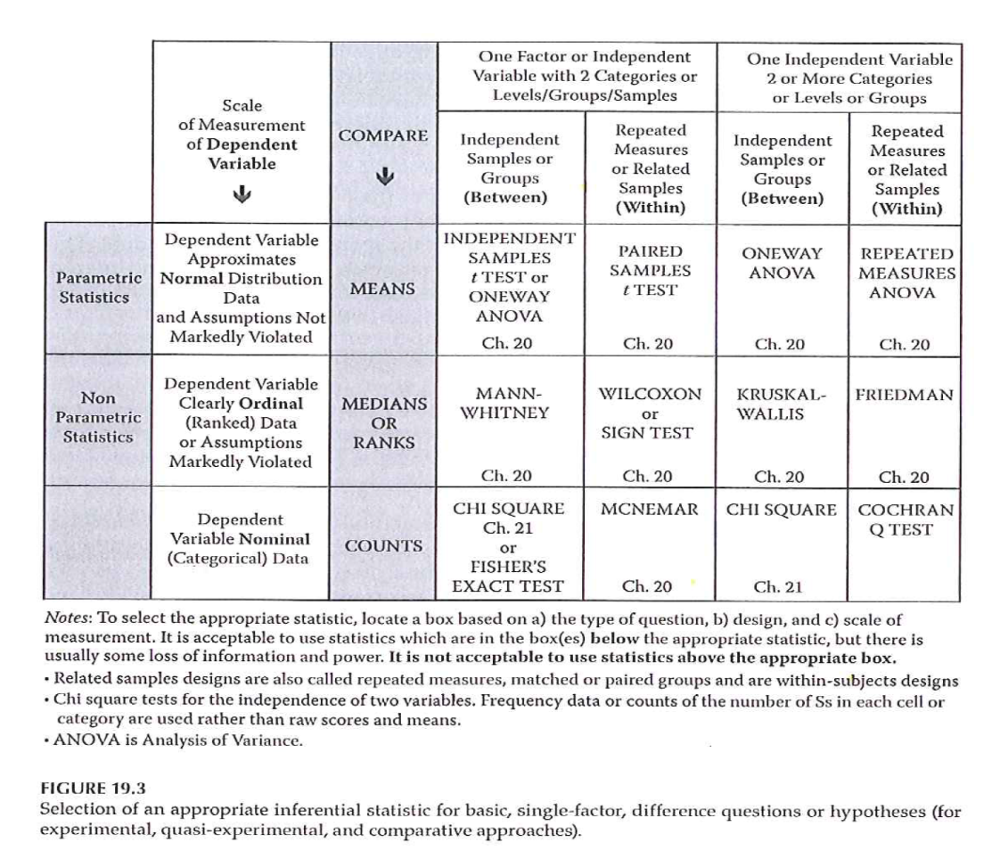 Scale
of Measurement
of Dependent
Variable
COMPARE
One Factor or Independent
Variable with 2 Categories or
Levels/Groups/Samples
One Independent Variable
2 or More Categories
or Levels or Groups
Independent
Samples or
Groups
(Between)
Repeated
Measures
or Related
Samples
(Within)
Independent
Samples or
Groups
(Between)
Repeated
Measures
or Related
Samples
(Within)
Parametric
Statistics
Dependent Variable
Approximates
Normal Distribution
Data
and Assumptions Not
Markedly Violated
MEANS
INDEPENDENT
SAMPLES
t TEST or
ONEWAY
ANOVA
Ch. 20
PAIRED
SAMPLES
t TEST
Ch. 20
ONEWAY
ANOVA
Ch. 20
REPEATED
MEASURES
ANOVA
Ch. 20
Non
Parametric
Statistics
Dependent Variable
Clearly Ordinal
(Ranked) Data
or Assumptions
Markedly Violated
MEDIANS
OR
RANKS
MANN-
WHITNEY
Ch. 20
WILCOXON
or
SIGN TEST
Ch. 20
KRUSKAL-
WALLIS
Ch. 20
FRIEDMAN
Ch. 20
Dependent
Variable Nominal
(Categorical) Data
COUNTS
CHI SQUARE
Ch. 21
or
FISHER'S
EXACT TEST
MCNEMAR
Ch. 20
CHI SQUARE
Ch. 21
COCHRAN
Q TEST
Notes: To select the appropriate statistic, locate a box based on a) the type of question, b) design, and c) scale of
measurement. It is acceptable to use statistics which are in the box(es) below the appropriate statistic, but there is
usually some loss of information and power. It is not acceptable to use statistics above the appropriate box.
• Related samples designs are also called repeated measures, matched or paired groups and are within-subjects designs
• Chi square tests for the independence of two variables. Frequency data or counts of the number of Ss in each cell or
category are used rather than raw scores and means.
• ANOVA is Analysis of Variance.
FIGURE 19.3
Selection of an appropriate inferential statistic for basic, single-factor, difference questions or hypotheses (for
experimental, quasi-experimental, and comparative approaches).